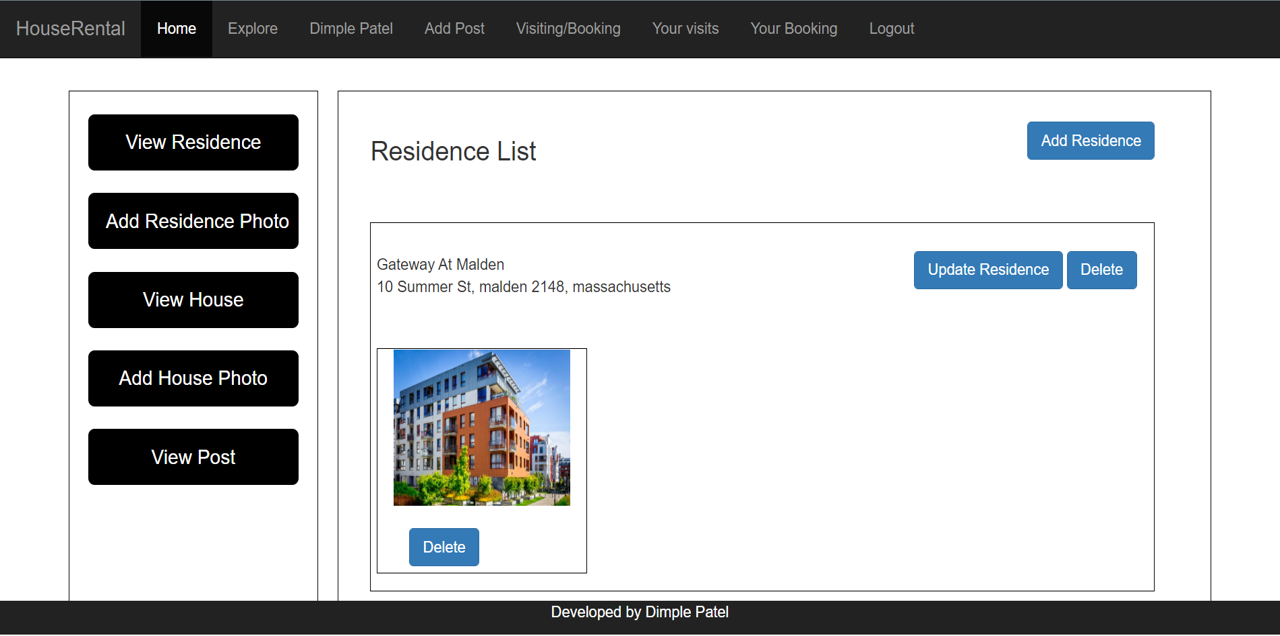 HouseRental Home Explore Dimple Patel Add Post Visiting/Booking Your visits Your Booking Logout
View Residence
Add Residence Photo
View House
Add House Photo
View Post
Residence List
Add Residence
Gateway At Malden
10 Summer St, malden 2148, massachusetts
Update Residence Delete
Delete
Developed by Dimple Patel